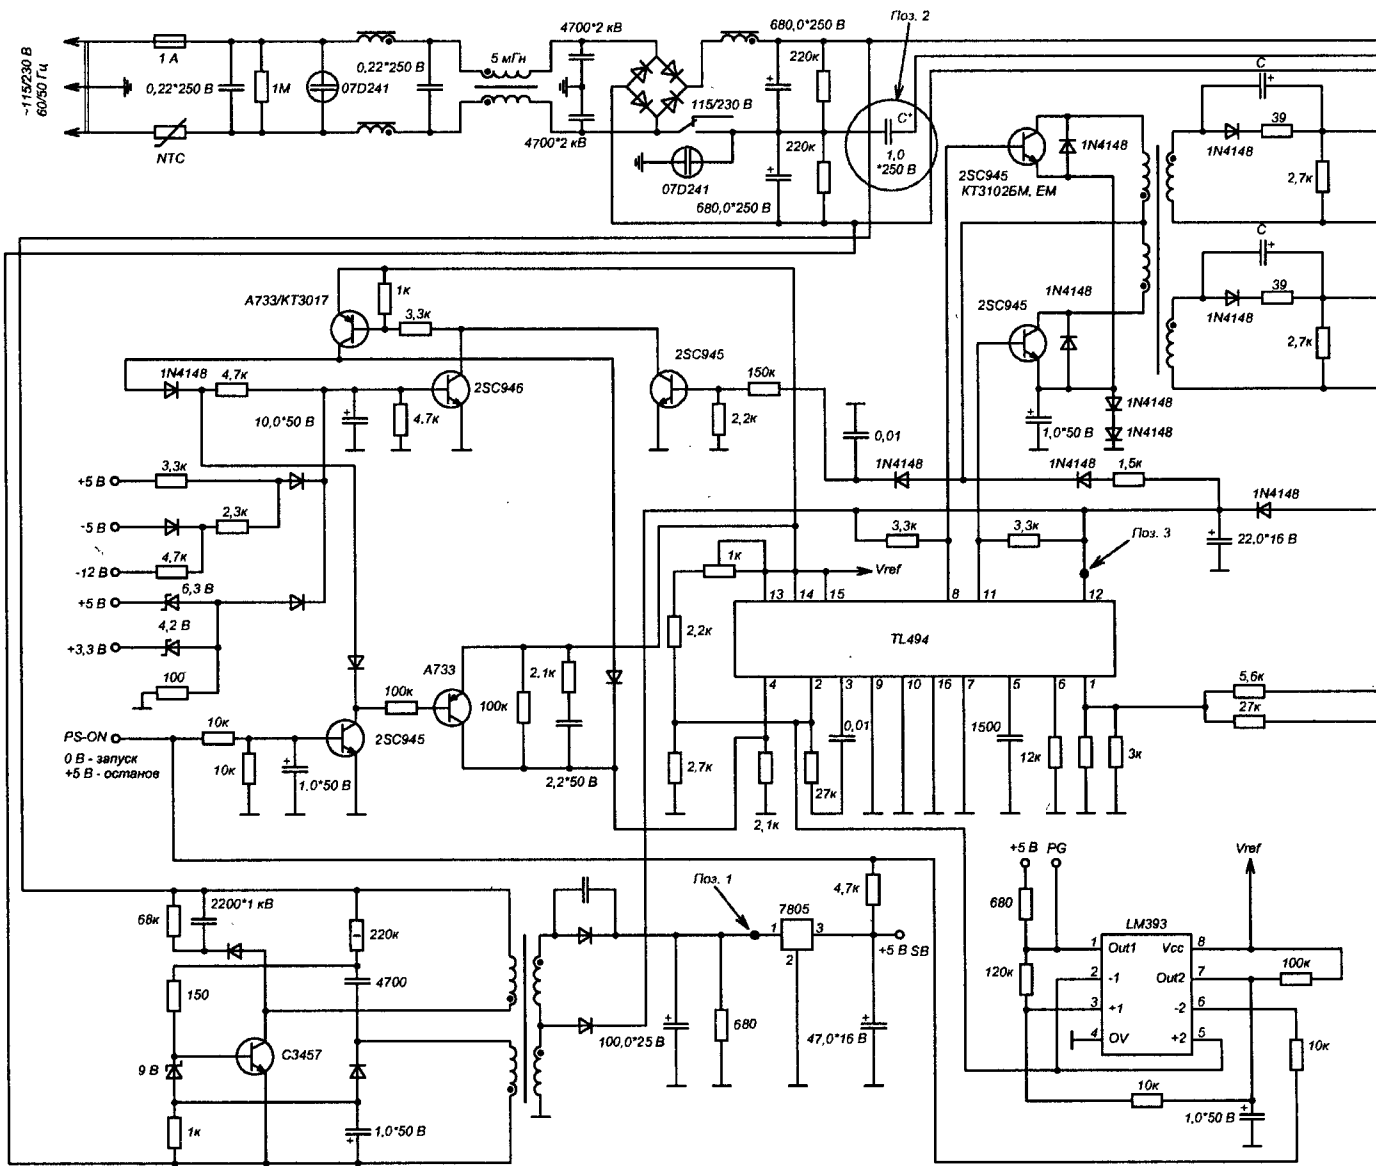 ~115/230 В
60/50 Гц
1 А
NTC
0,22*250 В
1М
07D241
0,22*250 В
5 мГн
4700*2 кВ
4700*2 кВ
115/230 В
07D241
680,0*250 В
220к
220к
680,0*250 В
Поз. 2
С*
1,0
*250 В
2SC945
КТ3102БМ, ЕМ
1N4148
С
39
1N4148
2,7к
С
39
1N4148
2,7к
2SC945
1N4148
1,0*50 В
1N4148
1N4148
А733/КТ3017
1к
3,3к
1N4148
4,7к
10,0*50 В
4,7к
2SC946
2SC945
150к
2,2к
0,01
1N4148
1N4148
1,5к
1N4148
22,0*16 В
+5 В
3,3к
-5 В
2,3к
-12 В
4,7к
+5 В
6,3 В
+3,3 В
4,2 В
100
PS-ON
0 В - запуск
+5 В - останов
10к
10к
1,0*50 В
2SC945
100к
А733
100к
2,1к
2,2*50 В
3,3к
3,3к
Поз. 3
1к
Vref
2,2к
2,7к
13 14 15 8 11 12
TL494
4 2 3 9 10 16 7 5 6 1
0,01
2,1к
27к
1500
12к
3к
5,6к
27к
68к
2200*1 кВ
220к
4700
150
С3457
9 В
1к
1,0*50 В
100,0*25 В
680
Поз. 1
1 7805 3
2
4,7к
+5 В SB
47,0*16 В
+5 В PG
Vref
680
120к
LM393
1 Out1 Vcc 8
2 -1 Out2 7
3 +1 -2 6
4 OV +2 5
100к
10к
10к
1,0*50 В